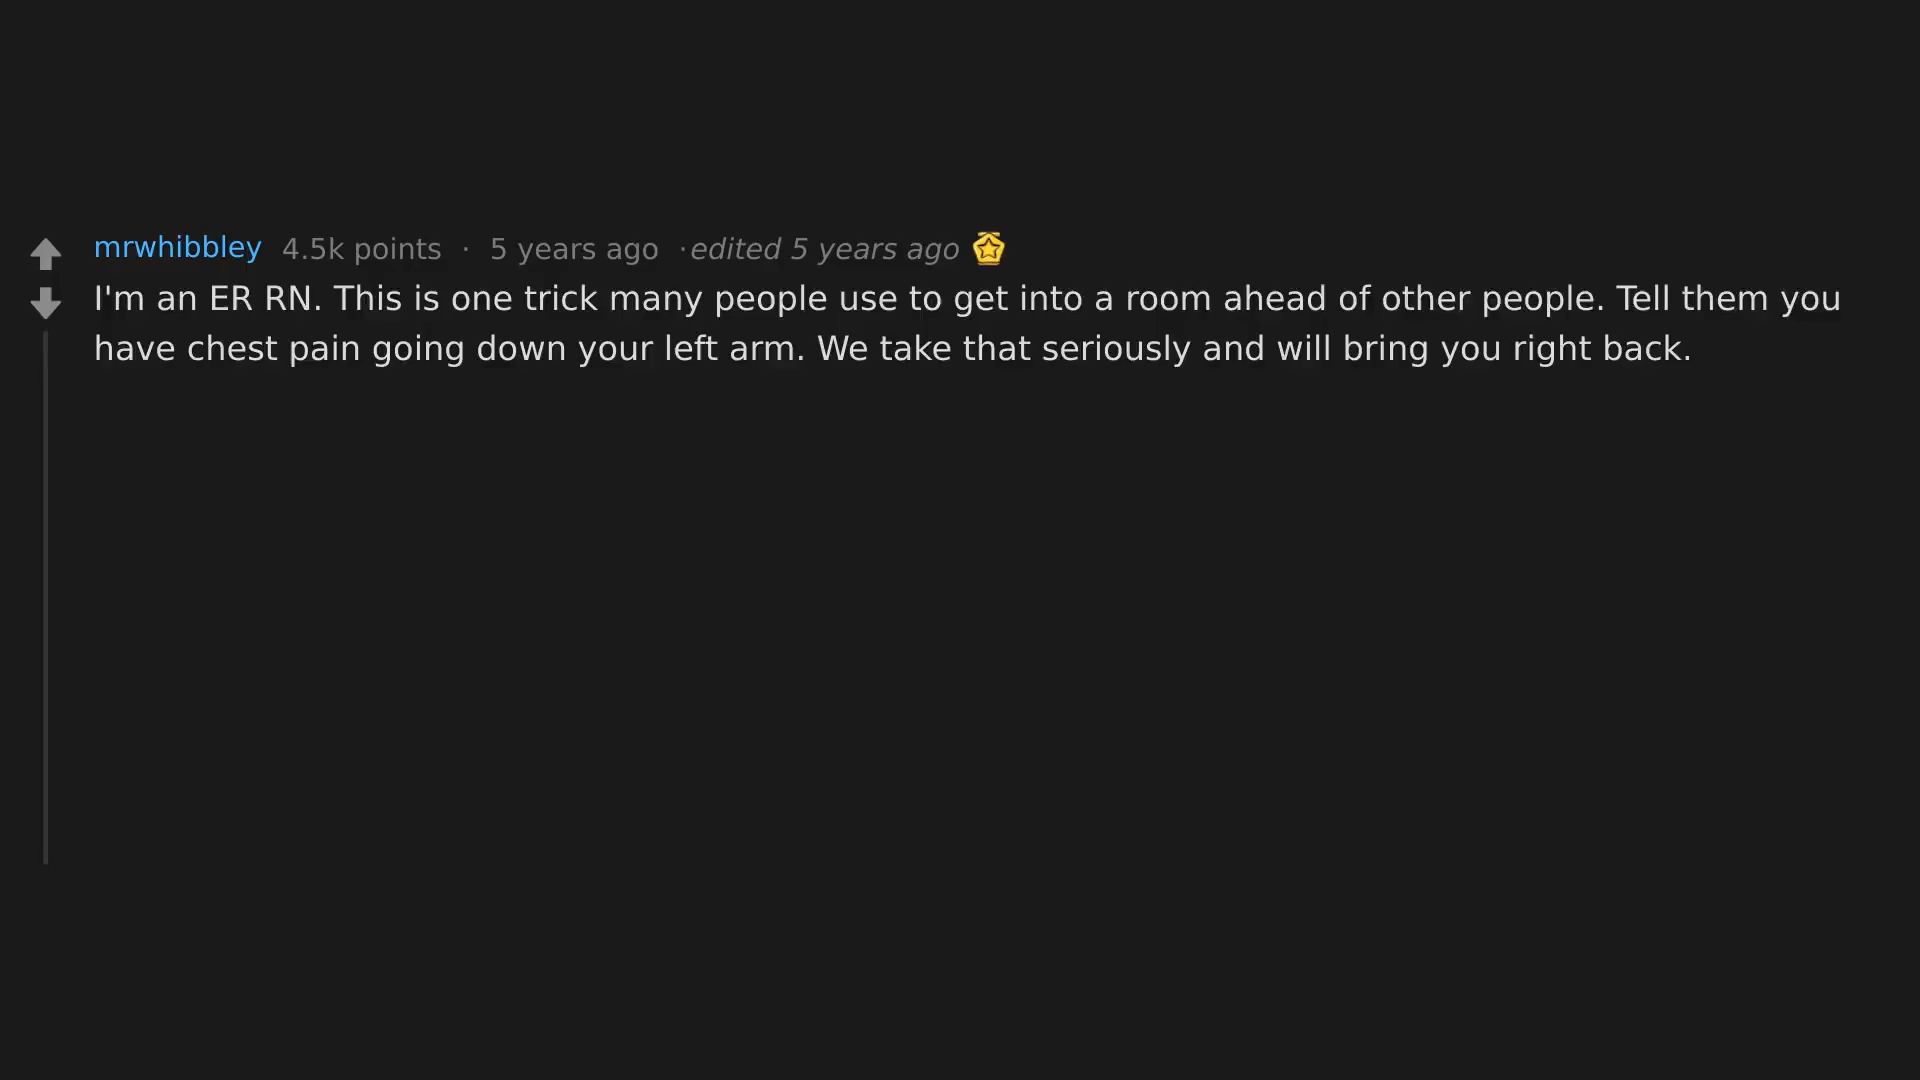 mrwhibbley 4.5k points · 5 years ago ·edited 5 years ago
I'm an ER RN. This is one trick many people use to get into a room ahead of other people. Tell them you
have chest pain going down your left arm. We take that seriously and will bring you right back.